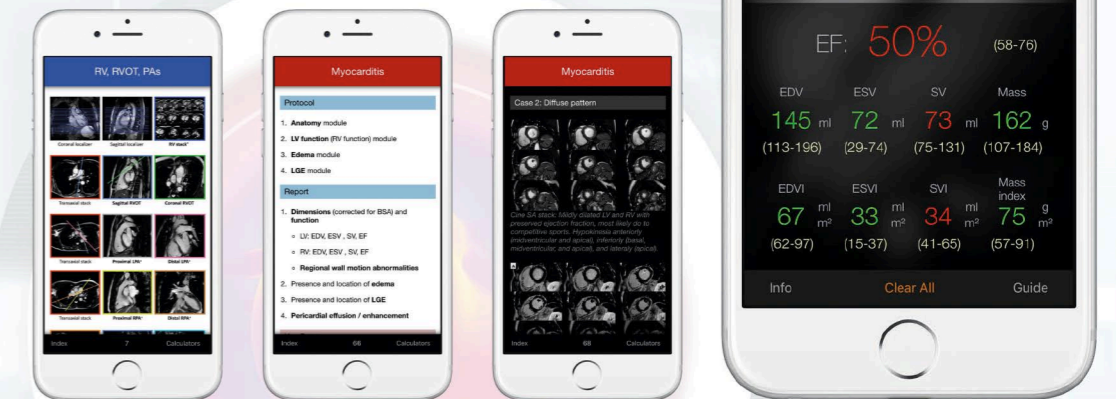 RV, RVOT, PAs
Coronal localiser
Sagittal localiser
RV stack*
Transaxial stack
Sagittal RVOT
Coronal RVOT
Transaxial stack
Proximal LPA*
Distal LPA*
Transaxial stack
Proximal RPA*
Distal RPA*
Index
7
Calculators
Myocarditis
Protocol
1. Anatomy module
2. LV function (RV function) module
3. Edema module
4. LGE module
Report
1. Dimensions (corrected for BSA) and
function
LV: EDV, ESV , SV, EF
RV: EDV, ESV, SV, EF
Regional wall motion abnormalities
2. Presence and location of edema
3. Presence and location of LGE
4. Pericardial effusion / enhancement
Index
66
Calculators
Myocarditis
Case 2: Diffuse pattern
Cine SA stack: Mildly dilated LV and RV with
preserved ejection fraction, most likely do to
competitive sports. Hypokinesia anteriorly
(midventricular and apical), inferiorly (basal,
midventricular, and apical), and lateraly (apical).
Index
68
Calculators
EF: 50% (58-76)
EDV ESV SV Mass
145 ml 72 ml 73 ml 162 g
(113-196) (29-74) (75-131) (107-184)
EDVI ESVI SVI Mass index
67 ml m² 33 ml m² 34 ml m² 75 g m²
(62-97) (15-37) (41-65) (57-91)
Info Clear All Guide